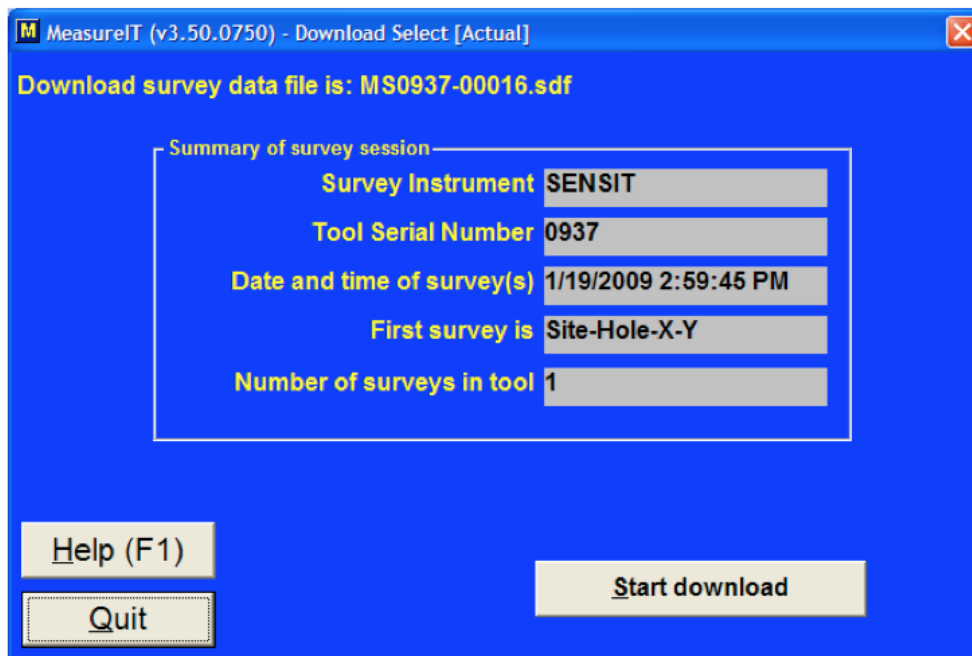 MeasureIT (v3.50.0750) - Download Select [Actual]
Download survey data file is: MS0937-00016.sdf
Summary of survey session
Survey Instrument SENSIT
Tool Serial Number 0937
Date and time of survey(s) 1/19/2009 2:59:45 PM
First survey is Site-Hole-X-Y
Number of surveys in tool 1
Help (F1)
Start download
Quit